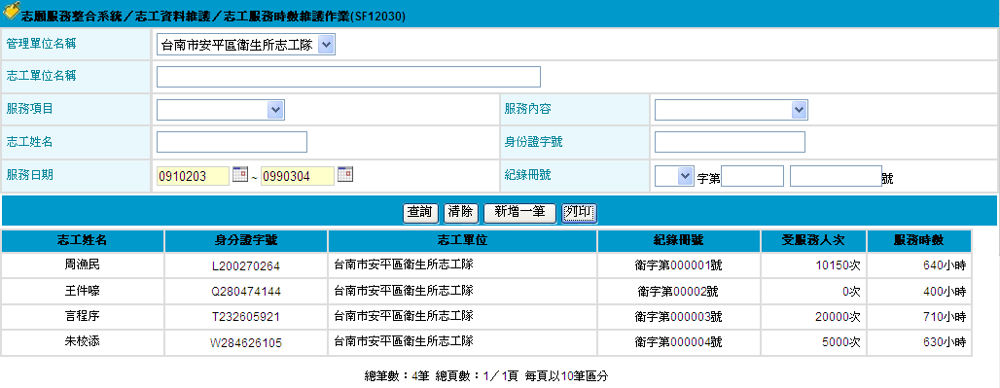 志願服務整合系統／志工資料維護／志工服務時數維護作業(SF12030)
管理單位名稱 台南市安平區衛生所志工隊
志工單位名稱
服務項目 服務內容
志工姓名 身份證字號
服務日期 0910203 ~ 0990304 紀錄冊號 字第 號
查詢 清除 新增一筆 列印
志工姓名 身分證字號 志工單位 紀錄冊號 受服務人次 服務時數
周漁民 L200270264 台南市安平區衛生所志工隊 衛字第000001號 10150次 640小時
王件嚎 Q280474144 台南市安平區衛生所志工隊 衛字第00002號 0次 400小時
言程序 T232605921 台南市安平區衛生所志工隊 衛字第000003號 20000次 710小時
朱校添 W284626105 台南市安平區衛生所志工隊 衛字第000004號 5000次 630小時
總筆數：4筆 總頁數：1／1頁 每頁以10筆區分